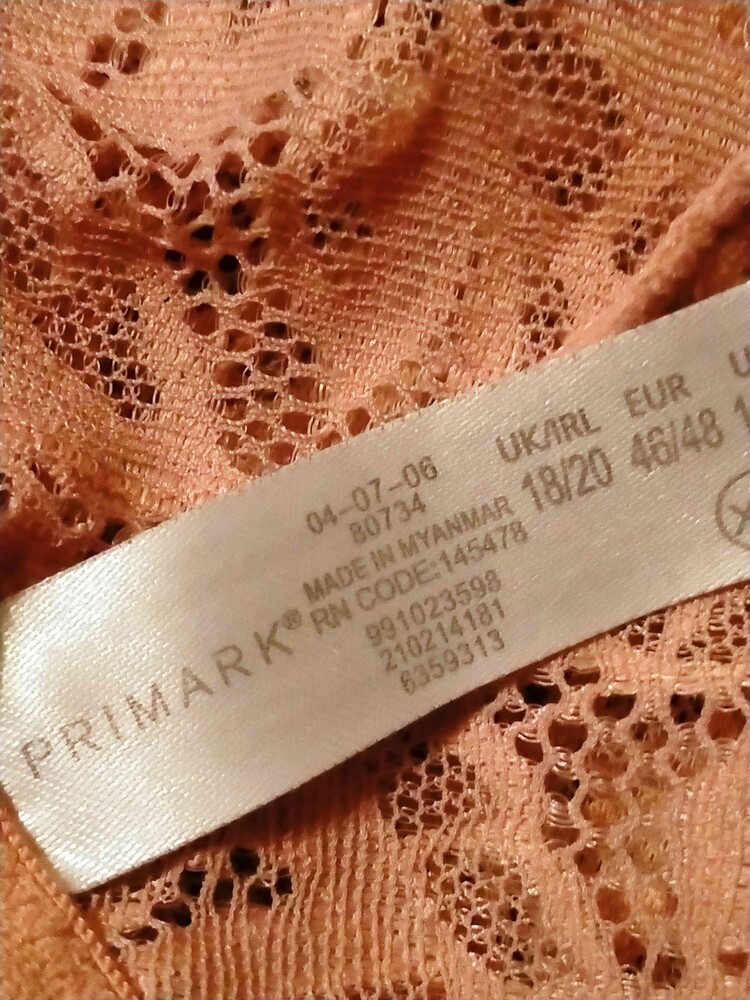 PRIMARK®
04-07-06
80734
MADE IN MYANMAR
RN CODE:145478
991023598
210214181
6359313
UK/IRL EUR
18/20 46/48